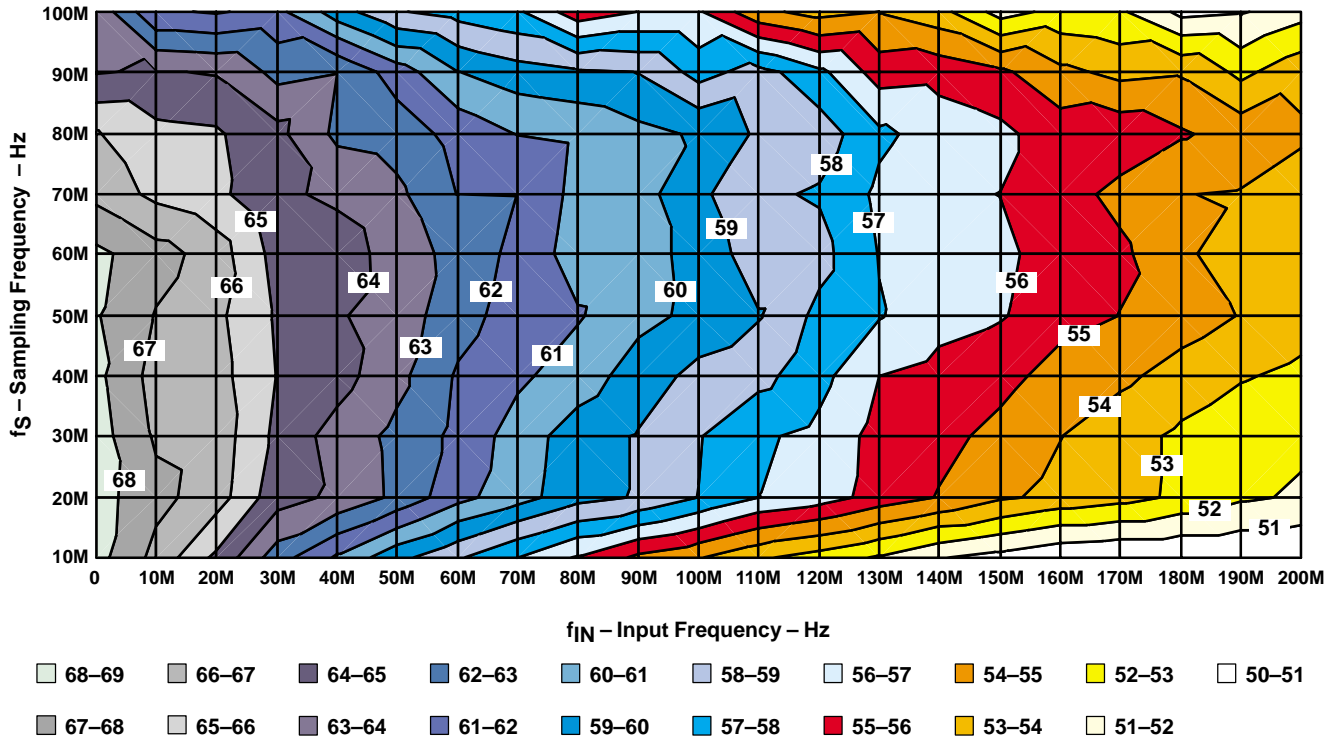 100M
90M
80M
70M
60M
50M
40M
30M
20M
10M
fS – Sampling Frequency – Hz
58
65
59
57
66
64
62
60
56
67
63
61
55
54
68
53
52
51
0 10M 20M 30M 40M 50M 60M 70M 80M 90M 100M 110M 120M 130M 140M 150M 160M 170M 180M 190M 200M
fIN – Input Frequency – Hz
68–69 66–67 64–65 62–63 60–61 58–59 56–57 54–55 52–53 50–51
67–68 65–66 63–64 61–62 59–60 57–58 55–56 53–54 51–52